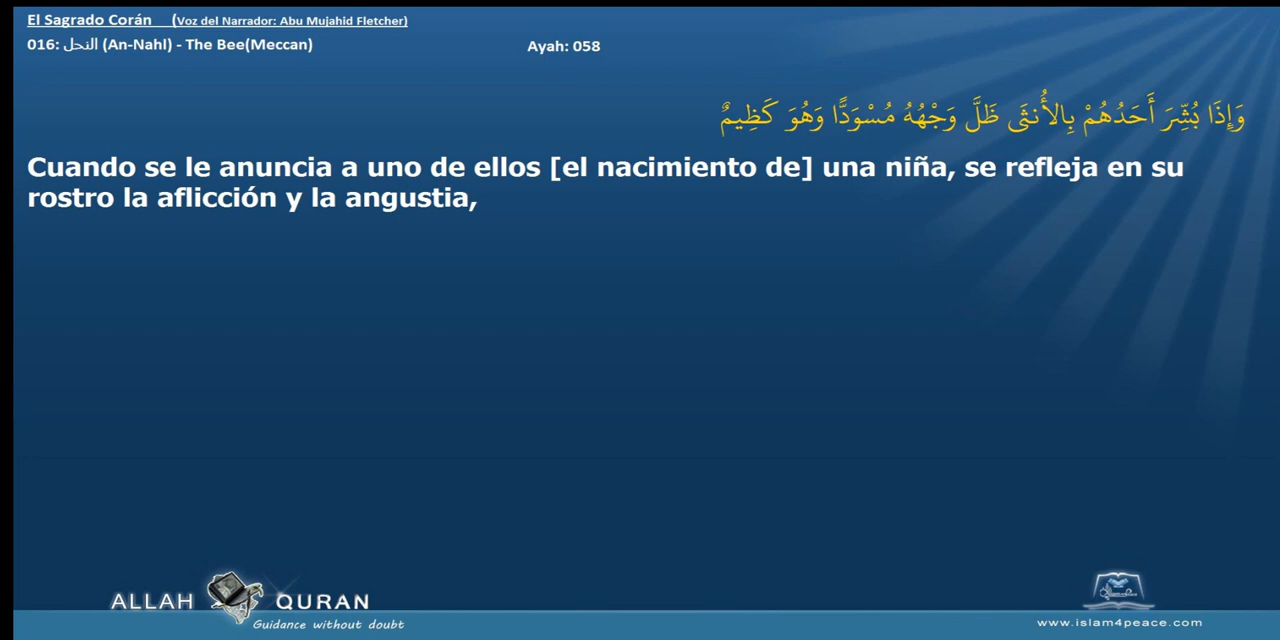 El Sagrado Corán (Voz del Narrador: Abu Mujahid Fletcher)
016: النحل (An-Nahl) - The Bee(Meccan) Ayah: 058
وَإِذَا بُشِّرَ أَحَدُهُمْ بِالأُنثَى ظَلَّ وَجْهُهُ مُسْوَدًّا وَهُوَ كَظِيمٌ
Cuando se le anuncia a uno de ellos [el nacimiento de] una niña, se refleja en su
rostro la aflicción y la angustia,
ALLAH QURAN
Guidance without doubt
www.islam4peace.com